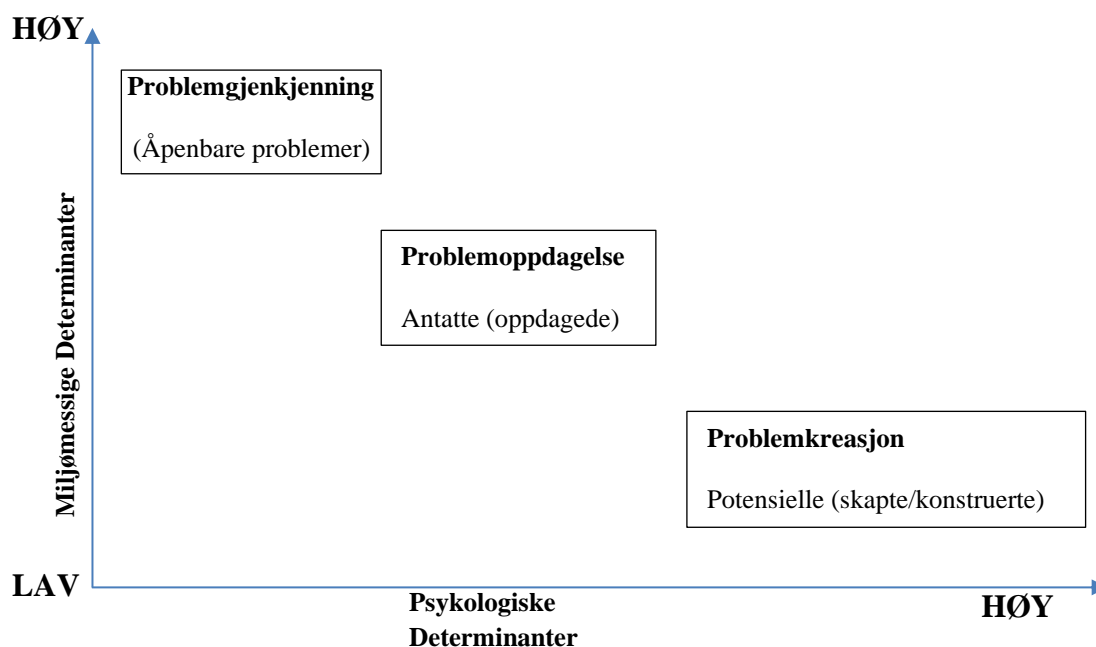 HØY
Problemgjenkjenning
(Åpenbare problemer)
Problemoppdagelse
Antatte (oppdagede)
Problemkreasjon
Potensielle (skapte/konstruerte)
Miljømessige Determinanter
LAV
Psykologiske
Determinanter
HØY